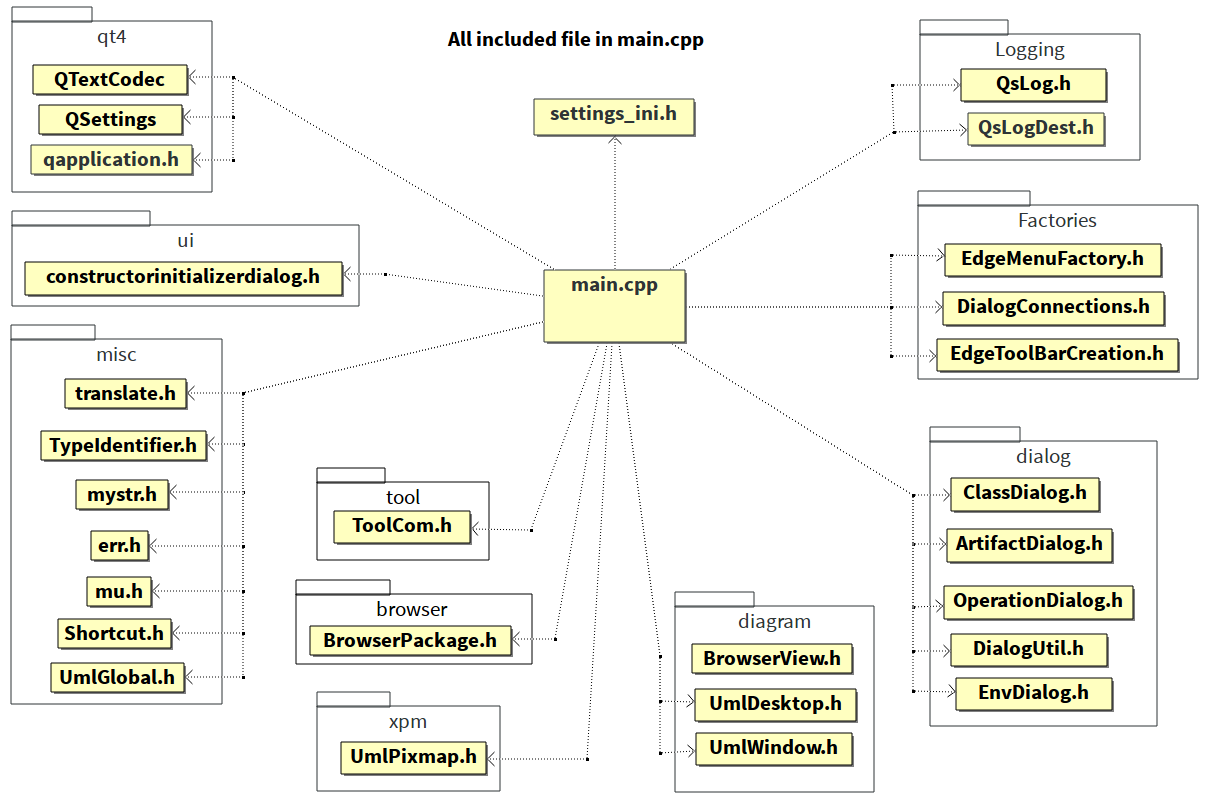 All included file in main.cpp
qt4
QTextCodec
QSettings
qapplication.h
ui
constructorinitializerdialog.h
misc
translate.h
TypeIdentifier.h
mystr.h
err.h
mu.h
Shortcut.h
UmlGlobal.h
settings_ini.h
main.cpp
tool
ToolCom.h
browser
BrowserPackage.h
xpm
UmlPixmap.h
diagram
BrowserView.h
UmlDesktop.h
UmlWindow.h
Logging
QsLog.h
QsLogDest.h
Factories
EdgeMenuFactory.h
DialogConnections.h
EdgeToolBarCreation.h
dialog
ClassDialog.h
ArtifactDialog.h
OperationDialog.h
DialogUtil.h
EnvDialog.h